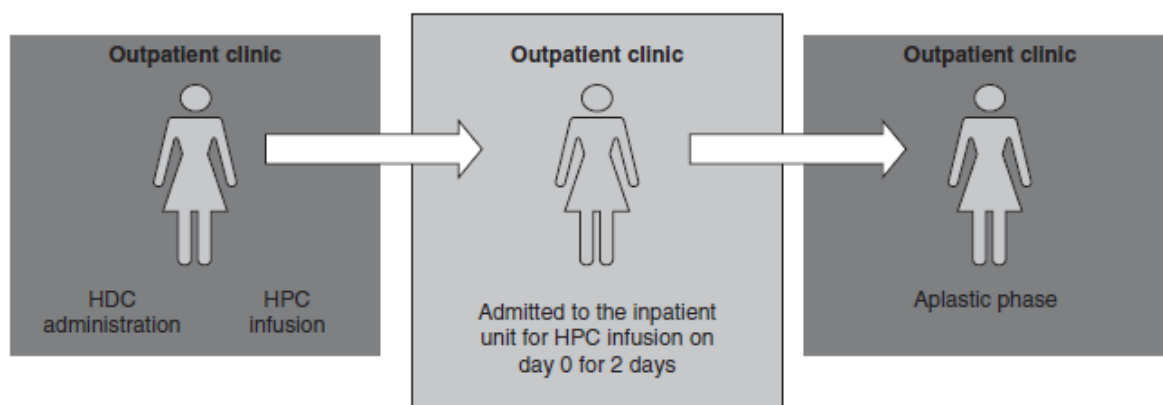 Outpatient clinic
HDC
administration
HPC
infusion
Outpatient clinic
Admitted to the inpatient
unit for HPC infusion on
day 0 for 2 days
Outpatient clinic
Aplastic phase